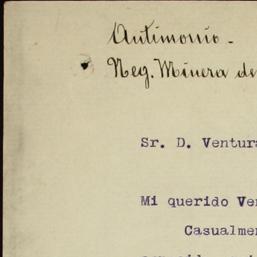 Antimonio.-
Neg. Minera de
Sr. D. Ventura
Mi querido Ven
Casualmen